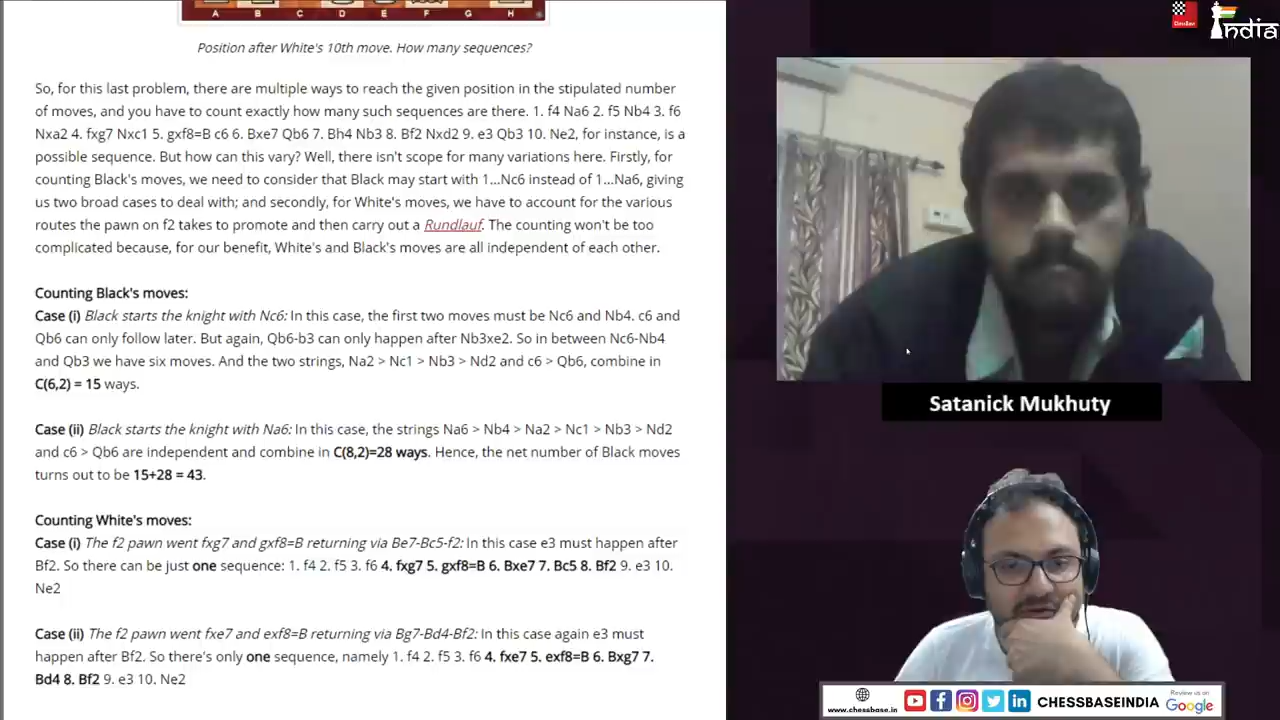 A B C D E F G H
Position after White's 10th move. How many sequences?
So, for this last problem, there are multiple ways to reach the given position in the stipulated number
of moves, and you have to count exactly how many such sequences are there. 1. f4 Na6 2. f5 Nb4 3. f6
Nxa2 4. fxg7 Nxc1 5. gxf8=B c6 6. Bxe7 Qb6 7. Bh4 Nb3 8. Bf2 Nxd2 9. e3 Qb3 10. Ne2, for instance, is a
possible sequence. But how can this vary? Well, there isn't scope for many variations here. Firstly, for
counting Black's moves, we need to consider that Black may start with 1...Nc6 instead of 1...Na6, giving
us two broad cases to deal with; and secondly, for White's moves, we have to account for the various
routes the pawn on f2 takes to promote and then carry out a Rundlauf. The counting won't be too
complicated because, for our benefit, White's and Black's moves are all independent of each other.
Counting Black's moves:
Case (i) Black starts the knight with Nc6: In this case, the first two moves must be Nc6 and Nb4. c6 and
Qb6 can only follow later. But again, Qb6-b3 can only happen after Nb3xe2. So in between Nc6-Nb4
and Qb3 we have six moves. And the two strings, Na2 > Nc1 > Nb3 > Nd2 and c6 > Qb6, combine in
C(6,2) = 15 ways.
Case (ii) Black starts the knight with Na6: In this case, the strings Na6 > Nb4 > Na2 > Nc1 > Nb3 > Nd2
and c6 > Qb6 are independent and combine in C(8,2)=28 ways. Hence, the net number of Black moves
turns out to be 15+28 = 43.
Counting White's moves:
Case (i) The f2 pawn went fxg7 and gxf8=B returning via Be7-Bc5-f2: In this case e3 must happen after
Bf2. So there can be just one sequence: 1. f4 2. f5 3. f6 4. fxg7 5. gxf8=B 6. Bxe7 7. Bc5 8. Bf2 9. e3 10.
Ne2
Case (ii) The f2 pawn went fxe7 and exf8=B returning via Bg7-Bd4-Bf2: In this case again e3 must
happen after Bf2. So there's only one sequence, namely 1. f4 2. f5 3. f6 4. fxe7 5. exf8=B 6. Bxg7 7.
Bd4 8. Bf2 9. e3 10. Ne2
India
Satanick Mukhuty
www.chessbase.in
CHESSBASEINDIA
Review us on
Google